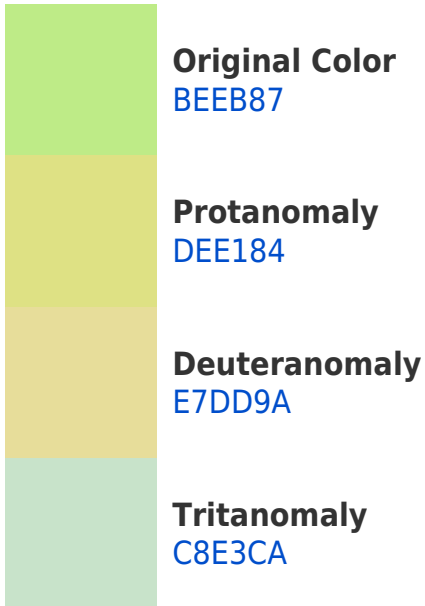 Original Color
BEEB87
Protanomaly
DEE184
Deuteranomaly
E7DD9A
Tritanomaly
C8E3CA